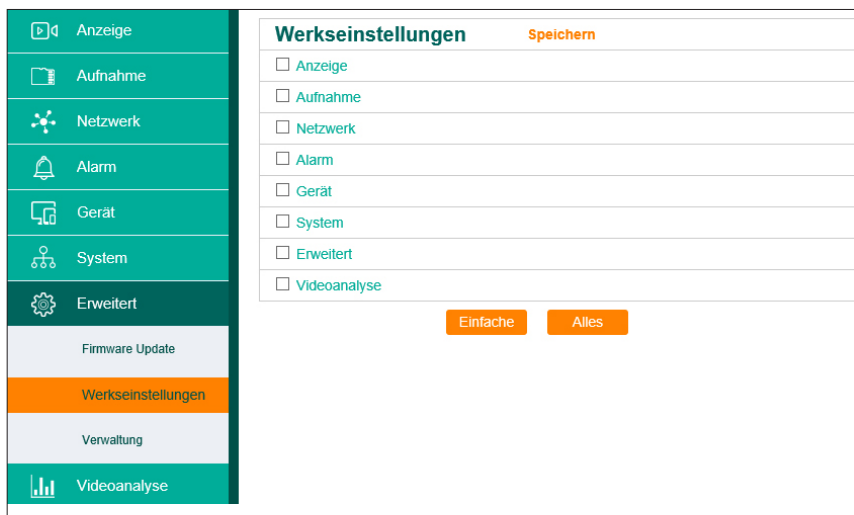 Anzeige
Aufnahme
Netzwerk
Alarm
Gerät
System
Erweitert
Firmware Update
Werkseinstellungen
Verwaltung
Videoanalyse
Werkseinstellungen Speichern
Anzeige
Aufnahme
Netzwerk
Alarm
Gerät
System
Erweitert
Videoanalyse
Einfache Alles